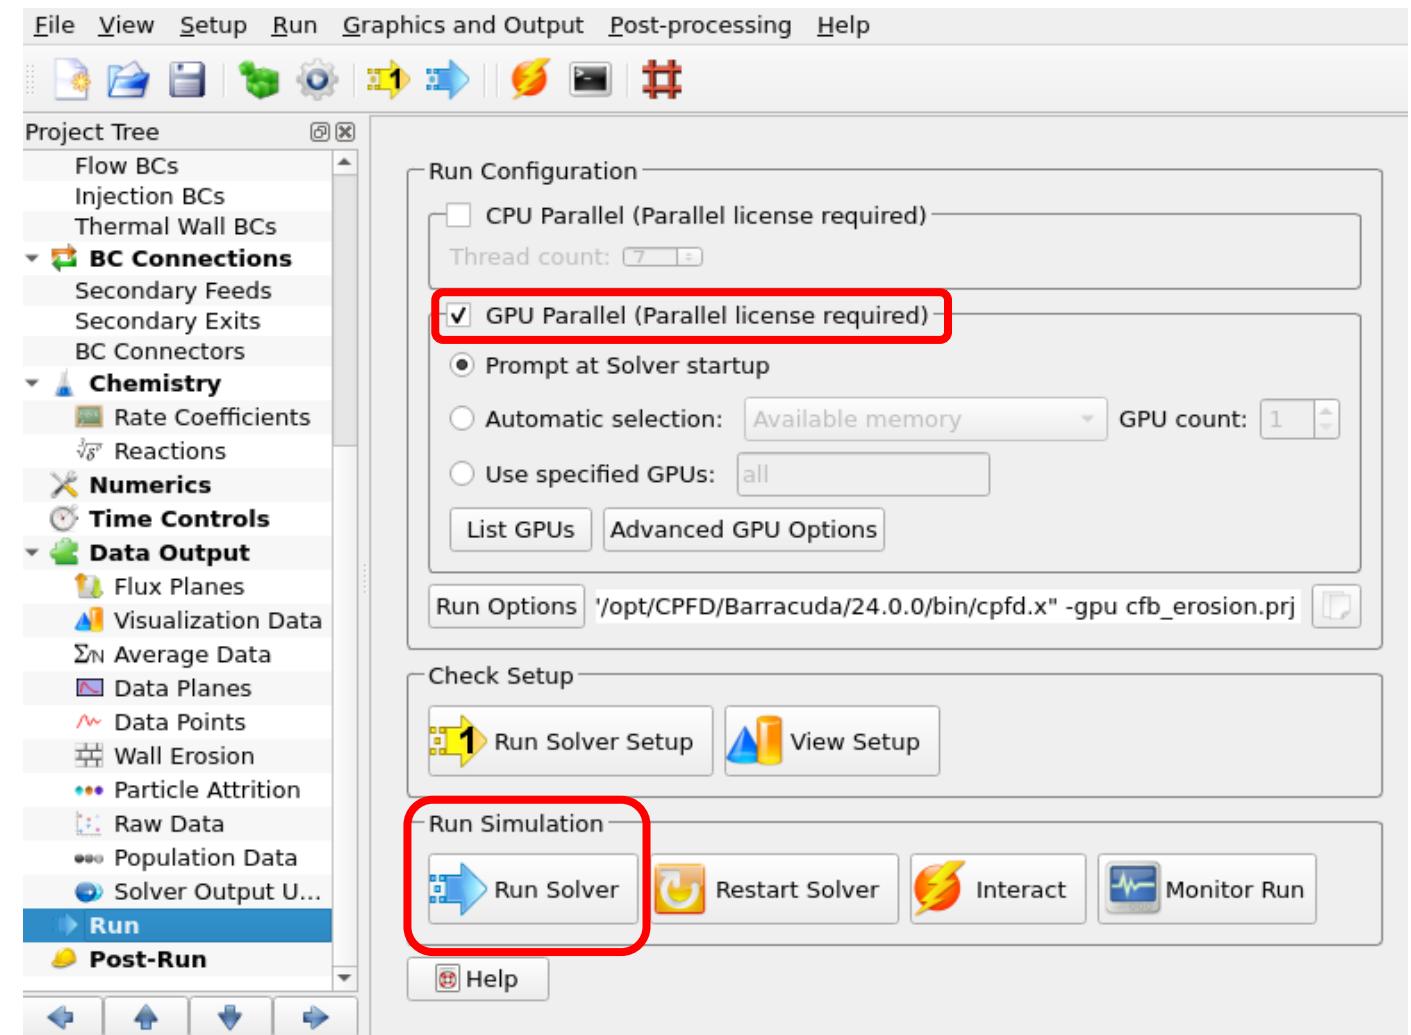 File View Setup Run Graphics and Output Post-processing Help
1
Project Tree
Flow BCs
Injection BCs
Thermal Wall BCs
BC Connections
Secondary Feeds
Secondary Exits
BC Connectors
Chemistry
Rate Coefficients
Reactions
Numerics
Time Controls
Data Output
Flux Planes
Visualization Data
Average Data
Data Planes
Data Points
Wall Erosion
Particle Attrition
Raw Data
Population Data
Solver Output U...
Run
Post-Run
Run Configuration
CPU Parallel (Parallel license required)
Thread count: 7
GPU Parallel (Parallel license required)
Prompt at Solver startup
Automatic selection: Available memory GPU count: 1
Use specified GPUs: all
List GPUs Advanced GPU Options
Run Options "/opt/CPFD/Barracuda/24.0.0/bin/cpfd.x" -gpu cfb_erosion.prj
Check Setup
1 Run Solver Setup View Setup
Run Simulation
Run Solver Restart Solver Interact Monitor Run
Help